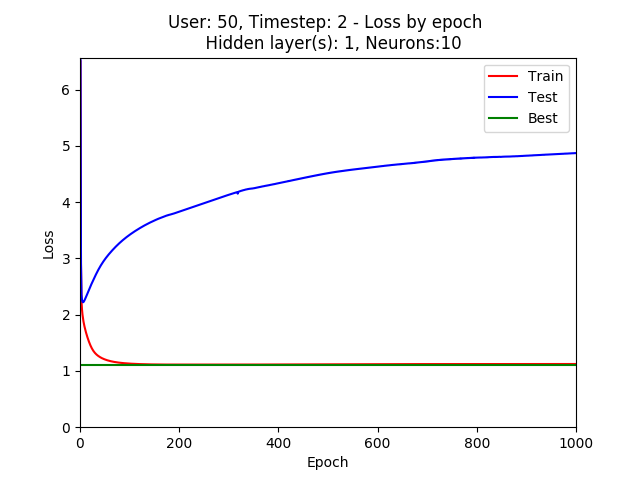 User: 50, Timestep: 2 - Loss by epoch
Hidden layer(s): 1, Neurons:10
Train
Test
Best
6
5
4
3
2
1
0
Loss
0 200 400 600 800 1000
Epoch